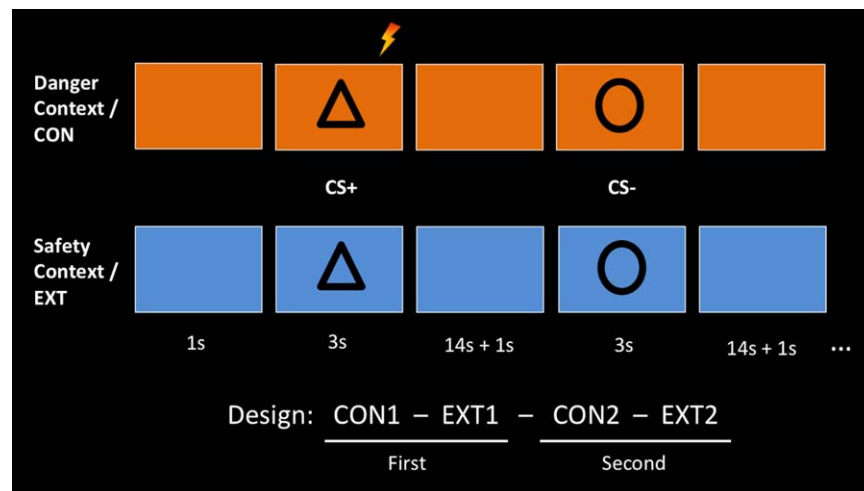 Danger
Context /
CON
CS+ CS-
Safety
Context /
EXT
1s 3s 14s + 1s 3s 14s + 1s ...
Design: CON1 – EXT1 – CON2 – EXT2
First Second